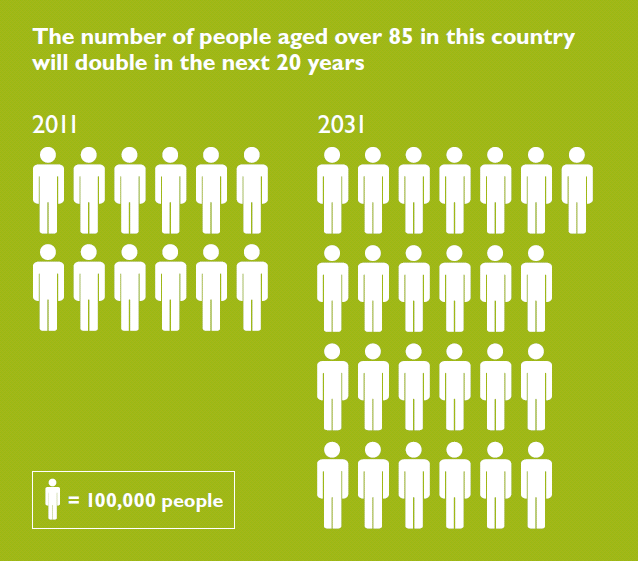 The number of people aged over 85 in this country
will double in the next 20 years
2011
2031
= 100,000 people